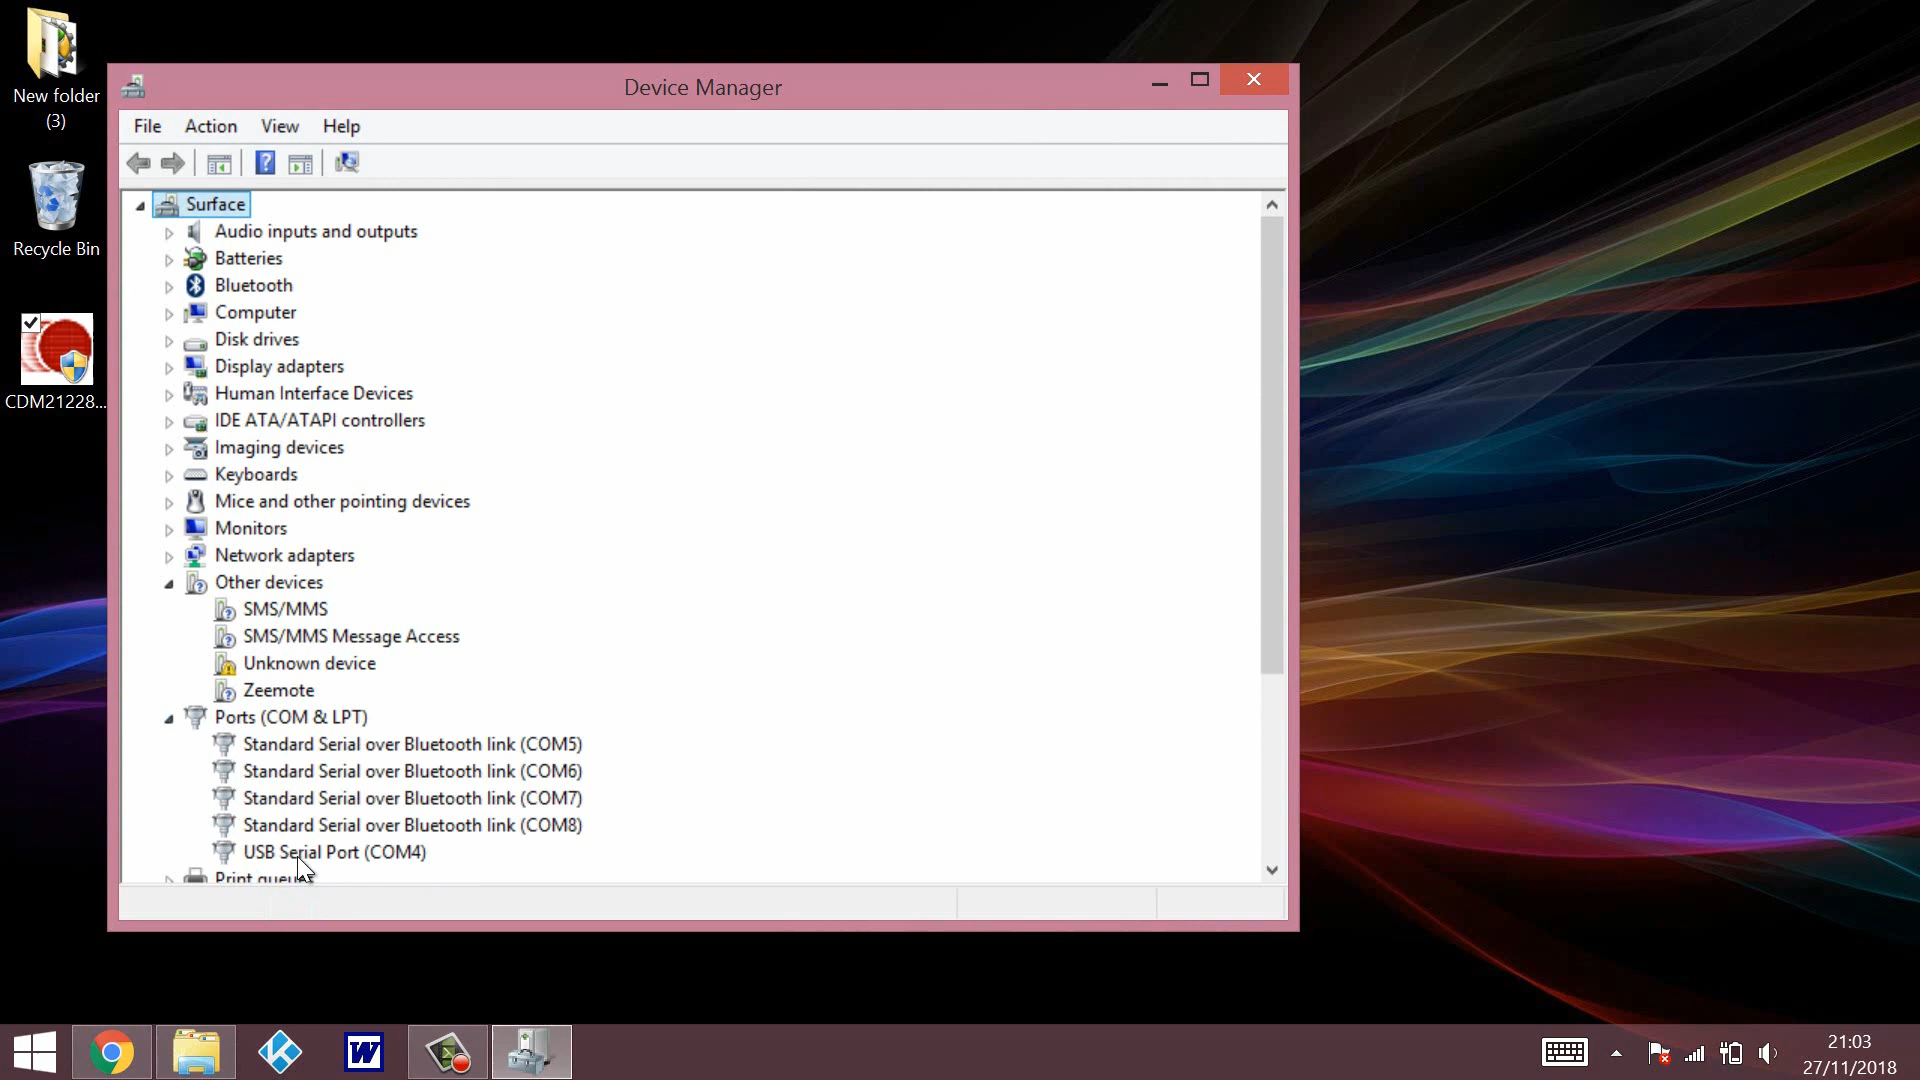 New folder
(3)
Recycle Bin
CDM21228...
Device Manager
File Action View Help
Surface
Audio inputs and outputs
Batteries
Bluetooth
Computer
Disk drives
Display adapters
Human Interface Devices
IDE ATA/ATAPI controllers
Imaging devices
Keyboards
Mice and other pointing devices
Monitors
Network adapters
Other devices
SMS/MMS
SMS/MMS Message Access
Unknown device
Zeemote
Ports (COM & LPT)
Standard Serial over Bluetooth link (COM5)
Standard Serial over Bluetooth link (COM6)
Standard Serial over Bluetooth link (COM7)
Standard Serial over Bluetooth link (COM8)
USB Serial Port (COM4)
Print queues
21:03
27/11/2018